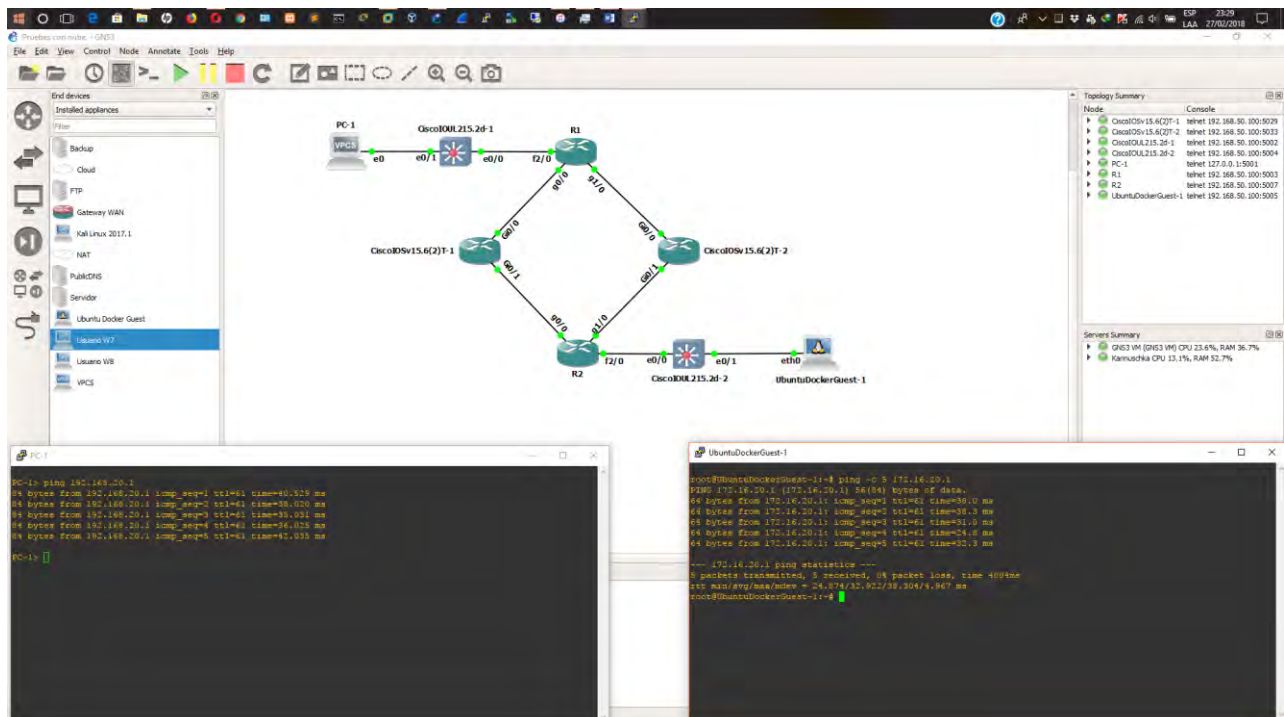 ESP 23:29
LAA 27/02/2018
Pruebas con nube. - GNS3
File Edit View Control Node Annotate Tools Help
End devices
Installed appliances
Filter
Backup
Cloud
FTP
Gateway WAN
Kali Linux 2017.1
NAT
PublicDNS
Servidor
Ubuntu Docker Guest
Usuario W7
Usuario W8
VPCS
PC-1
CiscoIOUL215.2d-1
R1
VPCS
e0
e0/1
e0/0
f2/0
g0/0
g1/0
Gi0/0
Gi0/0
CiscoIOSv15.6(2)T-1
CiscoIOSv15.6(2)T-2
Gi0/1
Gi0/1
g0/0
g1/0
R2
f2/0
e0/0
e0/1
eth0
CiscoIOUL215.2d-2
UbuntuDockerGuest-1
Topology Summary
Node Console
CiscoIOSv15.6(2)T-1 telnet 192.168.50.100:5029
CiscoIOSv15.6(2)T-2 telnet 192.168.50.100:5033
CiscoIOUL215.2d-1 telnet 192.168.50.100:5002
CiscoIOUL215.2d-2 telnet 192.168.50.100:5004
PC-1 telnet 127.0.0.1:5001
R1 telnet 192.168.50.100:5003
R2 telnet 192.168.50.100:5007
UbuntuDockerGuest-1 telnet 192.168.50.100:5005
Servers Summary
GNS3 VM (GNS3 VM) CPU 23.6%, RAM 36.7%
Kannuschka CPU 13.1%, RAM 52.7%
PC-1
PC-1> ping 192.168.20.1
84 bytes from 192.168.20.1 icmp_seq=1 ttl=61 time=40.529 ms
84 bytes from 192.168.20.1 icmp_seq=2 ttl=61 time=38.020 ms
84 bytes from 192.168.20.1 icmp_seq=3 ttl=61 time=35.031 ms
84 bytes from 192.168.20.1 icmp_seq=4 ttl=61 time=36.025 ms
84 bytes from 192.168.20.1 icmp_seq=5 ttl=61 time=42.035 ms
PC-1>
UbuntuDockerGuest-1
root@UbuntuDockerGuest-1:~# ping -c 5 172.16.20.1
PING 172.16.20.1 (172.16.20.1) 56(84) bytes of data.
64 bytes from 172.16.20.1: icmp_seq=1 ttl=61 time=38.0 ms
64 bytes from 172.16.20.1: icmp_seq=2 ttl=61 time=38.3 ms
64 bytes from 172.16.20.1: icmp_seq=3 ttl=61 time=31.0 ms
64 bytes from 172.16.20.1: icmp_seq=4 ttl=61 time=24.8 ms
64 bytes from 172.16.20.1: icmp_seq=5 ttl=61 time=32.3 ms
--- 172.16.20.1 ping statistics ---
5 packets transmitted, 5 received, 0% packet loss, time 4004ms
rtt min/avg/max/mdev = 24.874/32.922/38.304/4.967 ms
root@UbuntuDockerGuest-1:~#